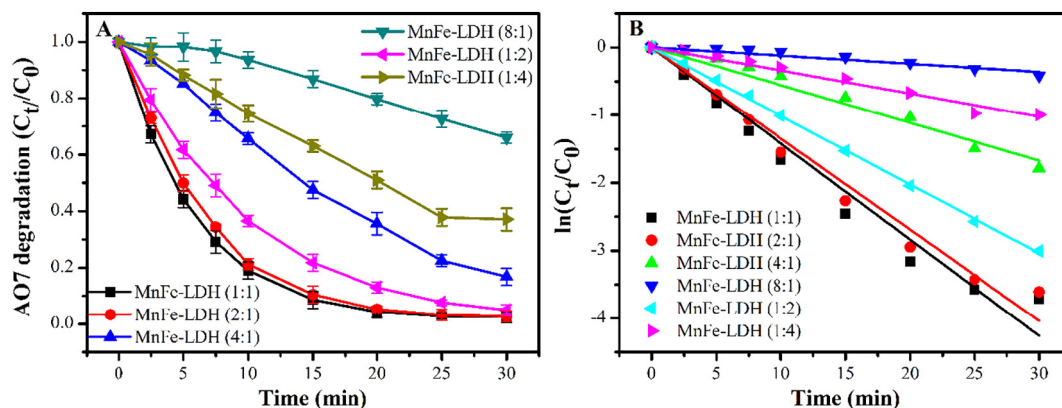 A
MnFe-LDH (8:1)
MnFe-LDH (1:2)
MnFe-LDH (1:4)
MnFe-LDH (1:1)
MnFe-LDH (2:1)
MnFe-LDH (4:1)
AO7 degradation (Ct/C0)
1.0
0.8
0.6
0.4
0.2
0.0
0 5 10 15 20 25 30
Time (min)
B
ln(Ct/C0)
0
-1
-2
-3
-4
MnFe-LDH (1:1)
MnFe-LDH (2:1)
MnFe-LDH (4:1)
MnFe-LDH (8:1)
MnFe-LDH (1:2)
MnFe-LDH (1:4)
0 5 10 15 20 25 30
Time (min)